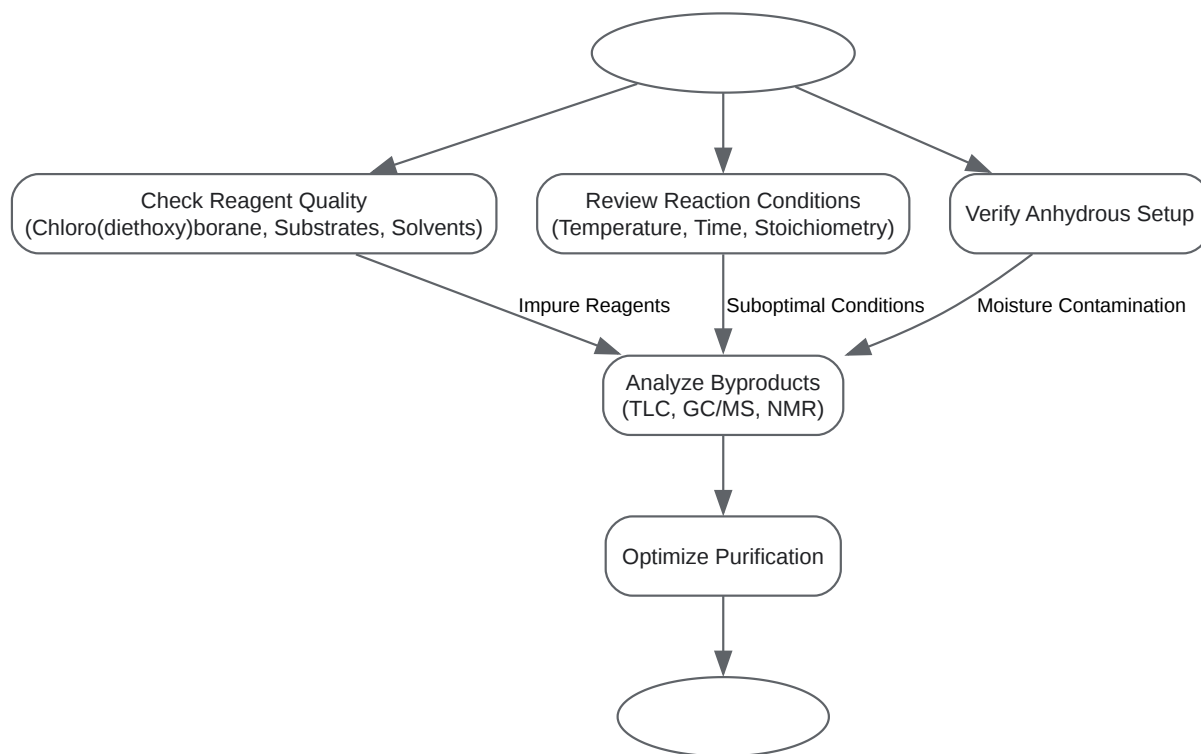 Check Reagent Quality
(Chloro(diethoxy)borane, Substrates, Solvents)
Review Reaction Conditions
(Temperature, Time, Stoichiometry)
Verify Anhydrous Setup
Impure Reagents
Suboptimal Conditions
Moisture Contamination
Analyze Byproducts
(TLC, GC/MS, NMR)
Optimize Purification